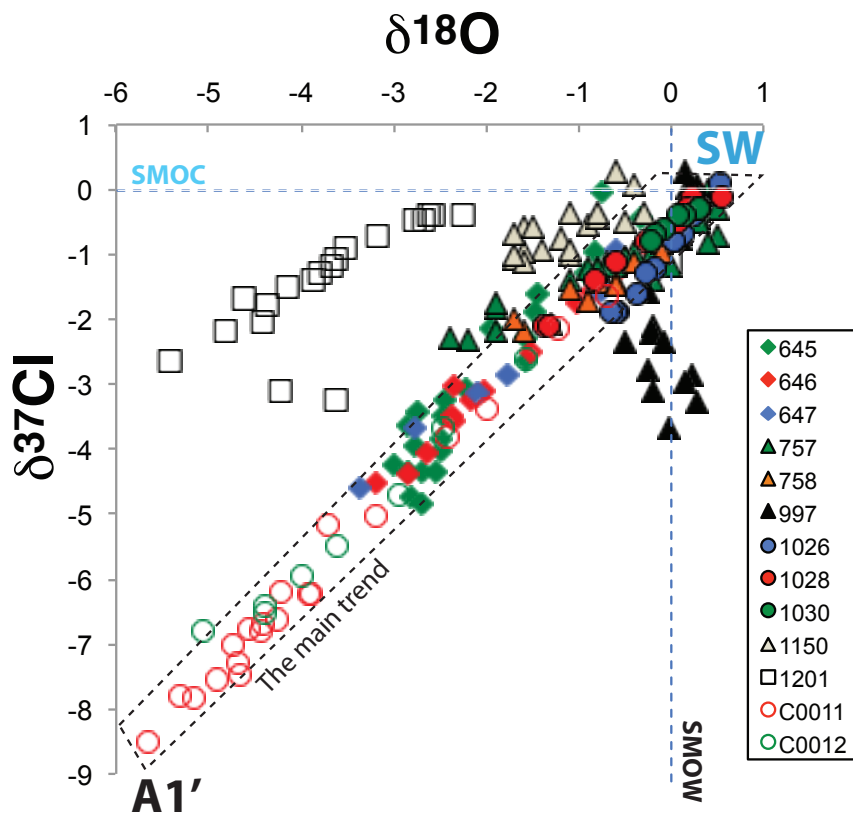 δ18O
-6 -5 -4 -3 -2 -1 0 1
1
0
-1
-2
-3
-4
-5
-6
-7
-8
-9
δ37Cl
SMOC
SW
The main trend
A1′
SMOW
645
646
647
757
758
997
1026
1028
1030
1150
1201
C0011
C0012